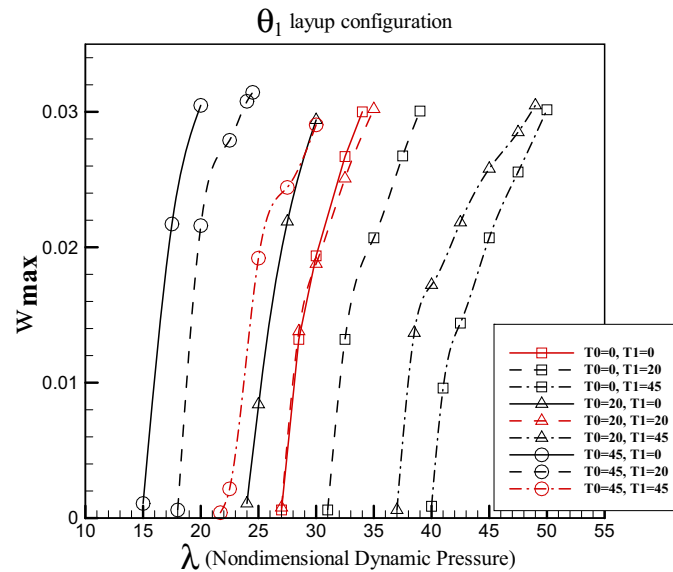 θ1 layup configuration
Wmax
0.03
0.02
0.01
0
10 15 20 25 30 35 40 45 50 55
λ (Nondimensional Dynamic Pressure)
T0=0, T1=0
T0=0, T1=20
T0=0, T1=45
T0=20, T1=0
T0=20, T1=20
T0=20, T1=45
T0=45, T1=0
T0=45, T1=20
T0=45, T1=45